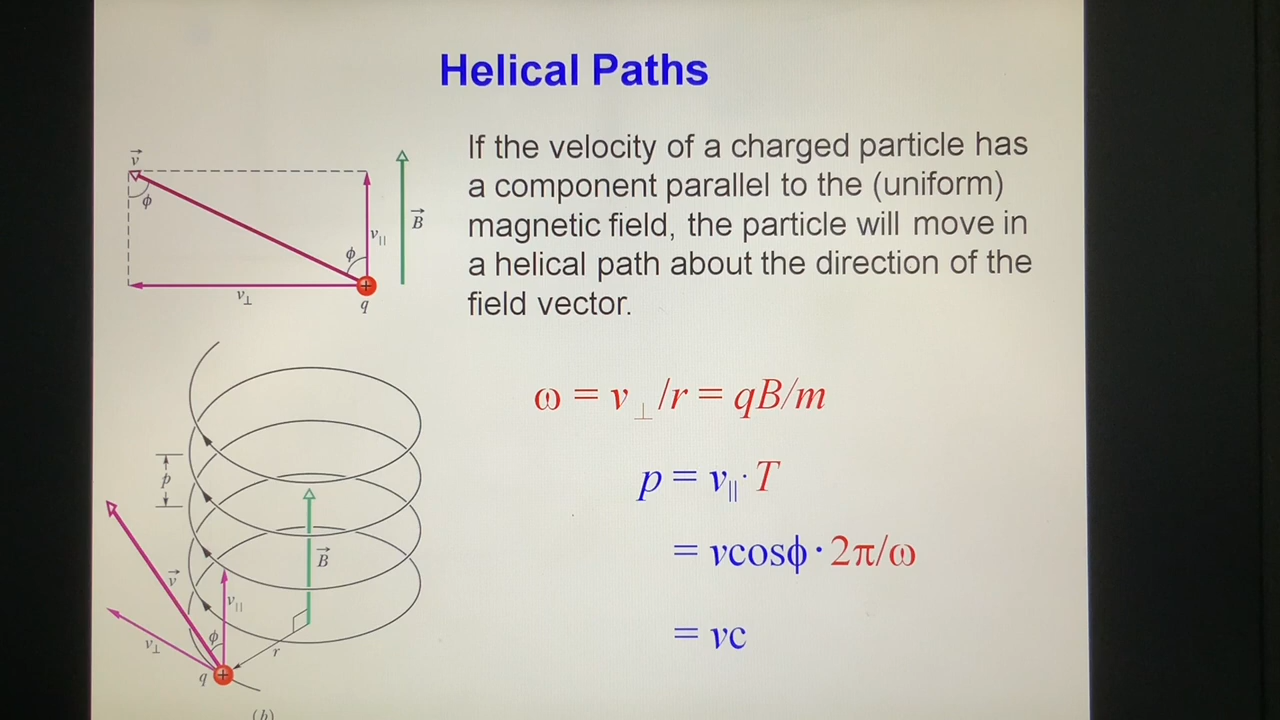 Helical Paths
If the velocity of a charged particle has
a component parallel to the (uniform)
magnetic field, the particle will move in
a helical path about the direction of the
field vector.
v⃗
ϕ
ϕ
v||
B⃗
v⊥
q
ω = v⊥/r = qB/m
p = v||· T
= vcosϕ · 2π/ω
= vc
p
B⃗
v⃗
v||
ϕ
v⊥
r
q
(b)